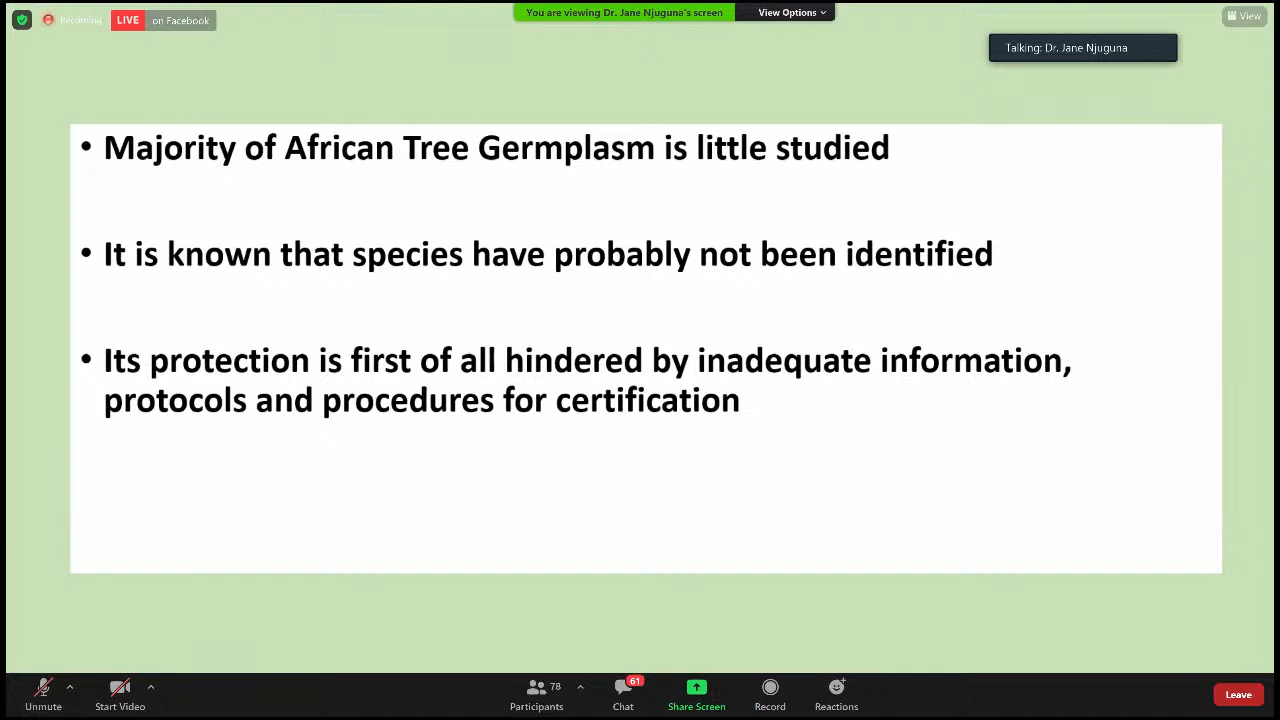 Recording
LIVE on Facebook
You are viewing Dr. Jane Njuguna's screen
View Options
View
Talking: Dr. Jane Njuguna
• Majority of African Tree Germplasm is little studied
• It is known that species have probably not been identified
• Its protection is first of all hindered by inadequate information,
protocols and procedures for certification
Unmute
Start Video
78
Participants
61
Chat
Share Screen
Record
Reactions
Leave